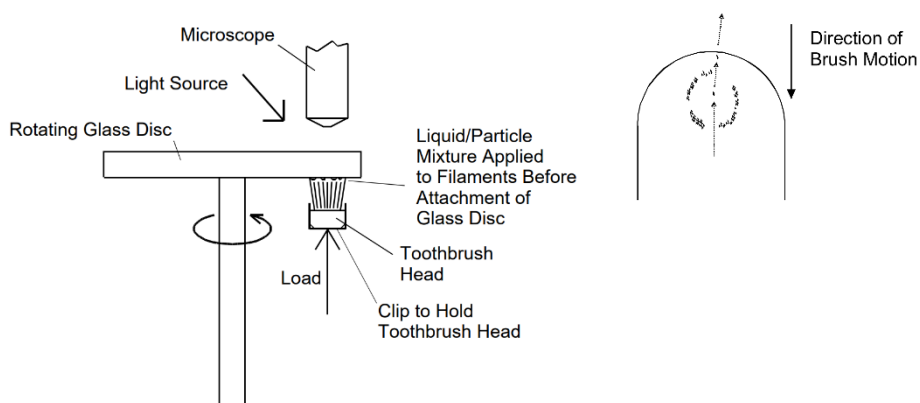 Microscope
Light Source
Rotating Glass Disc
Liquid/Particle
Mixture Applied
to Filaments Before
Attachment of
Glass Disc
Toothbrush
Head
Load
Clip to Hold
Toothbrush Head
Direction of
Brush Motion